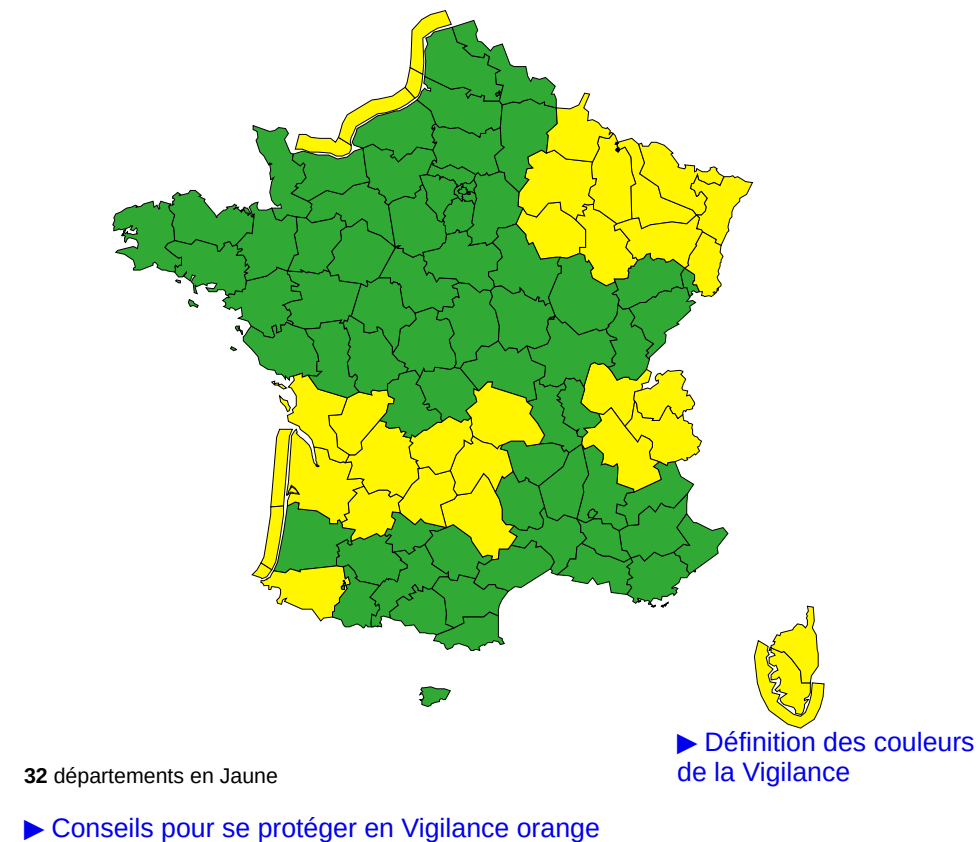 ▶ Définition des couleurs
de la Vigilance
32 départements en Jaune
▶ Conseils pour se protéger en Vigilance orange